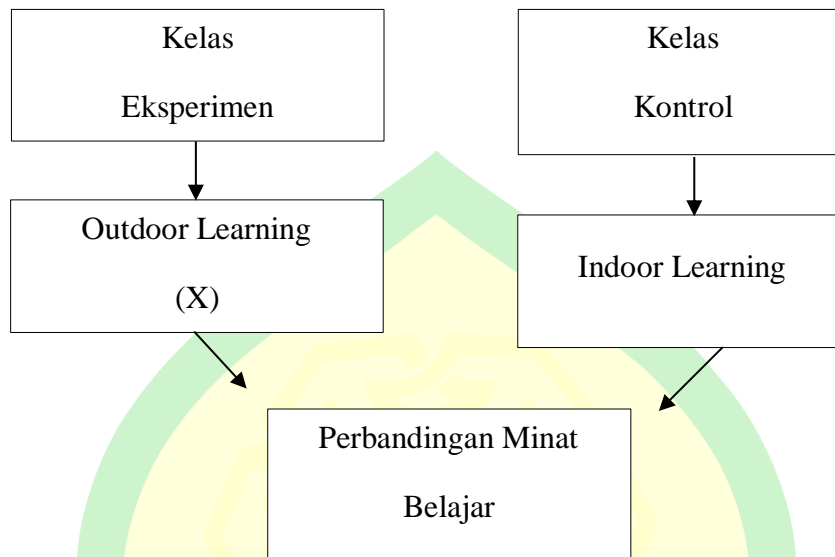 Kelas
Eksperimen
Kelas
Kontrol
Outdoor Learning
(X)
Indoor Learning
Perbandingan Minat
Belajar